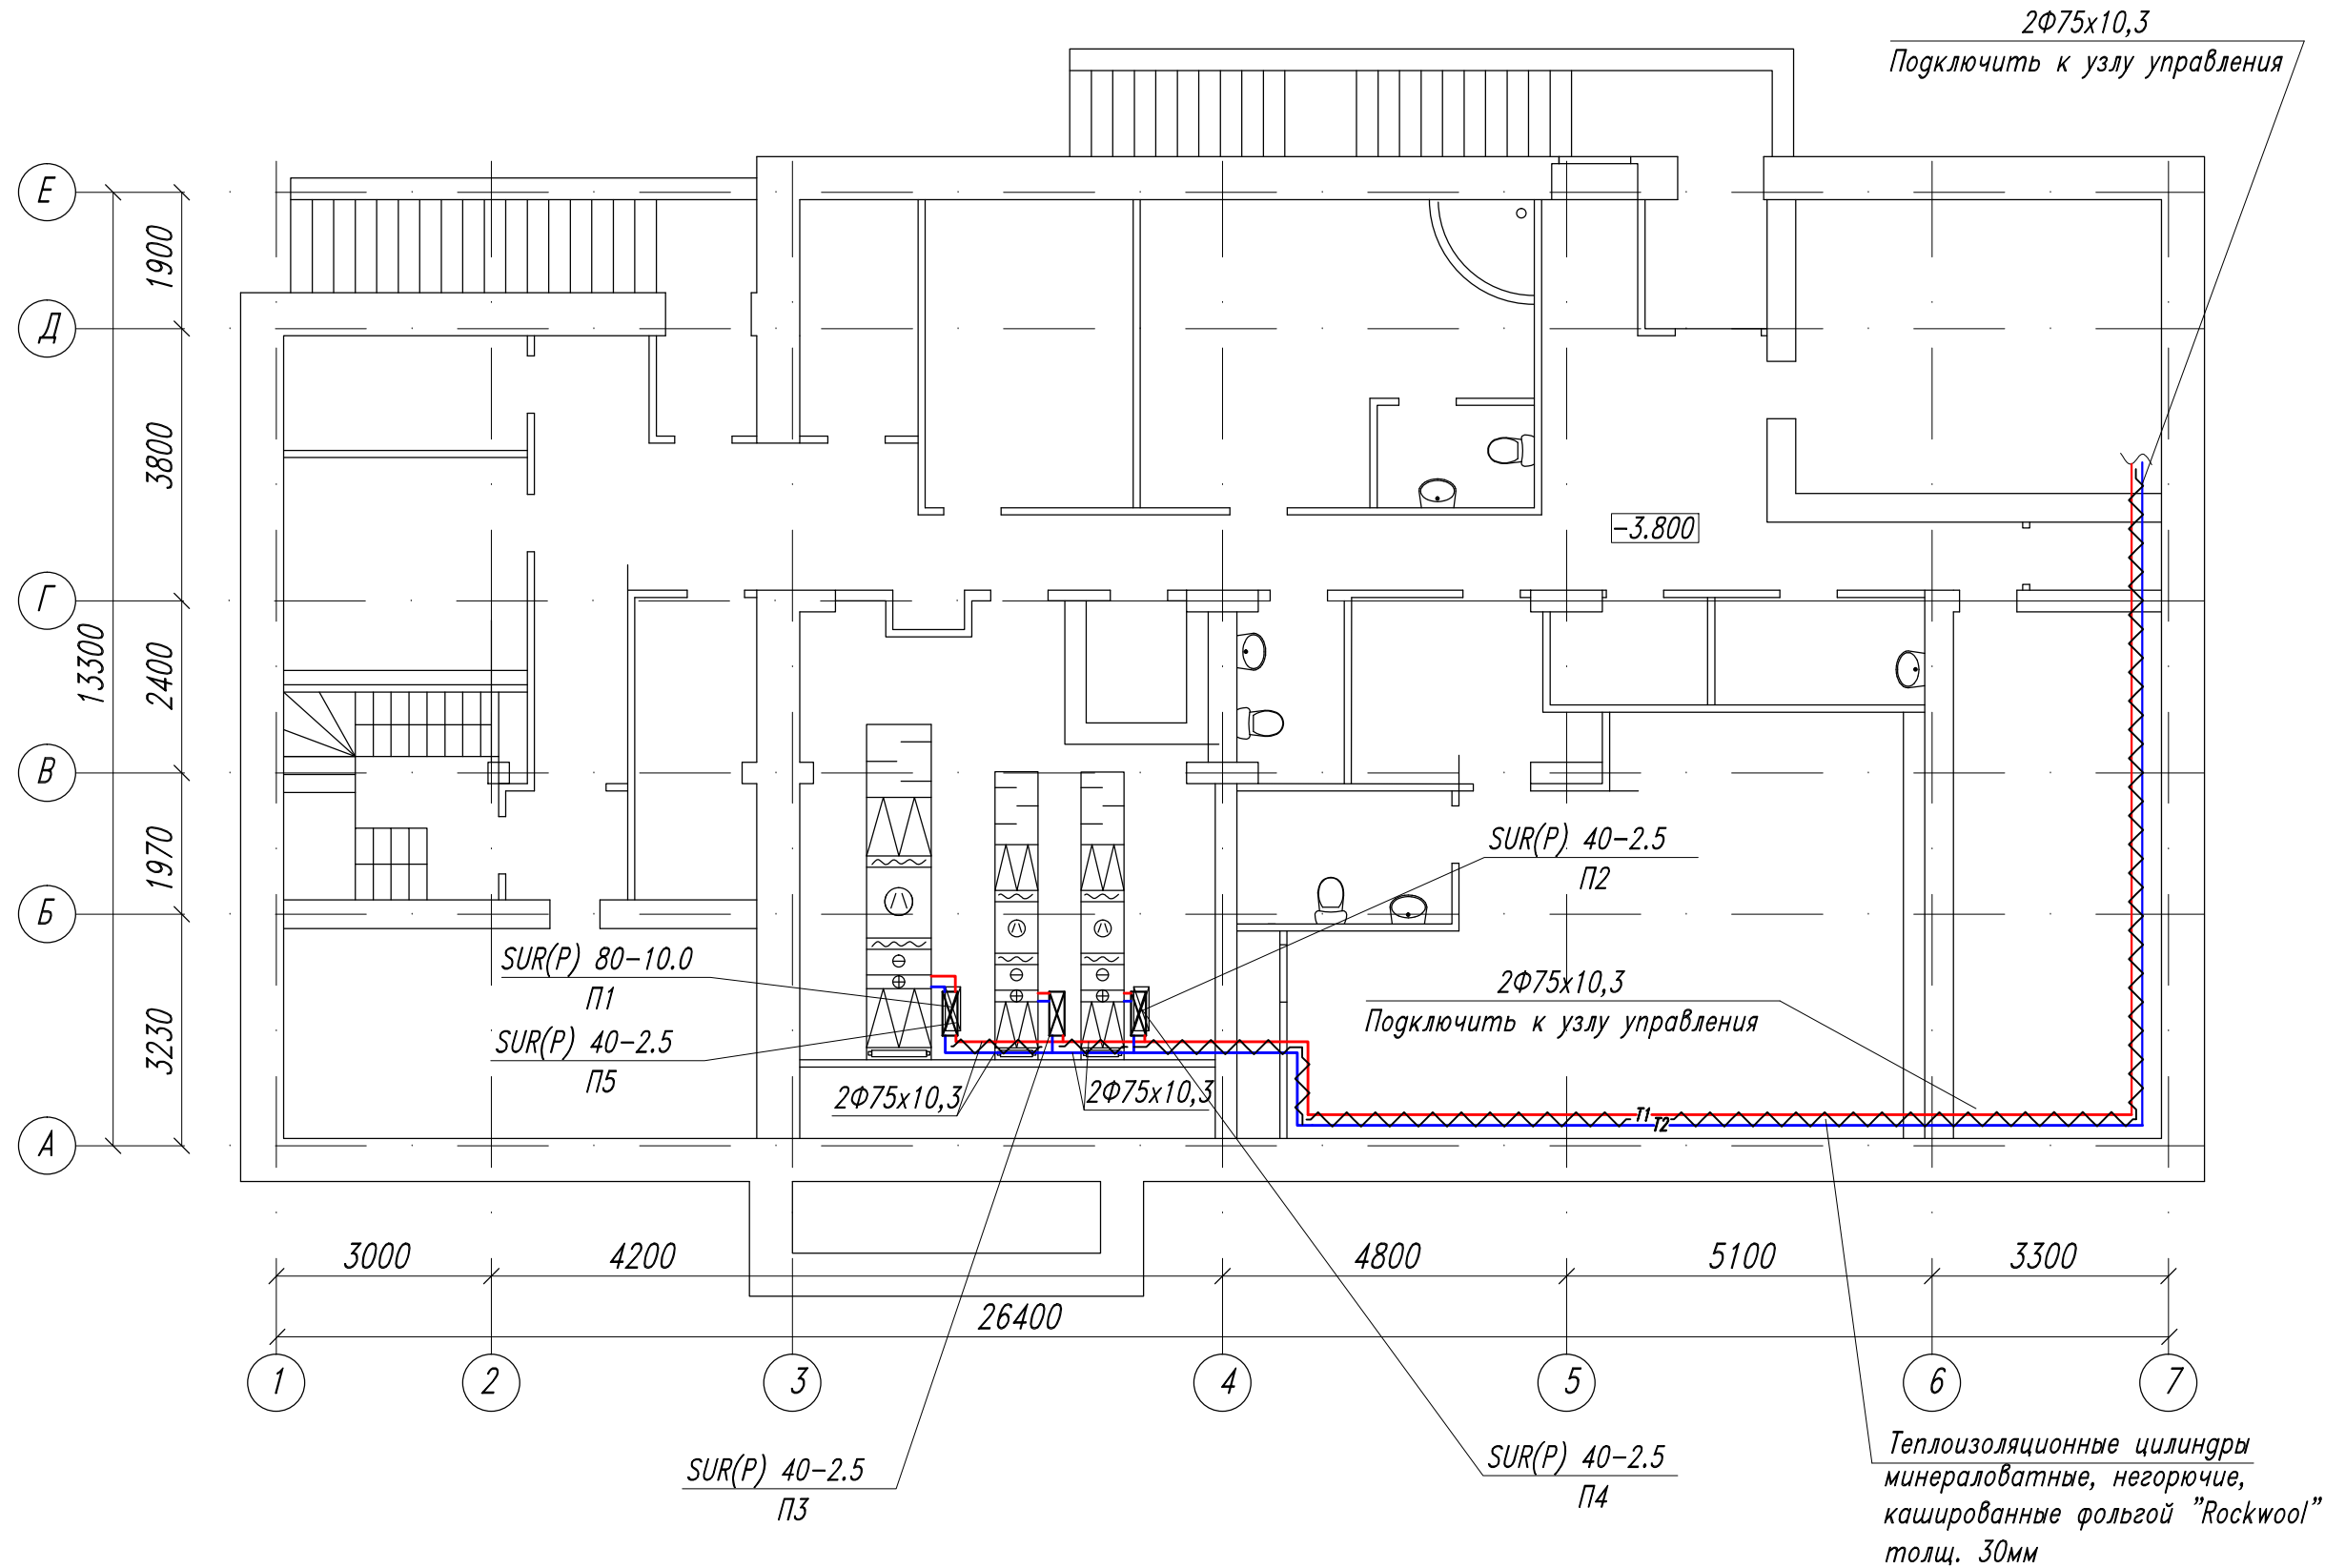 2Ф75х10,3
Подключить к узлу управления
Е
Д
Г
В
Б
А
1900
3800
2400
1970
3230
13300
-3.800
SUR(P) 40-2.5
П2
SUR(P) 80-10.0
П1
SUR(P) 40-2.5
П5
2Ф75х10,3
Подключить к узлу управления
2Ф75х10,3
2Ф75х10,3
Т1
Т2
3000
4200
4800
5100
3300
26400
1
2
3
4
5
6
7
SUR(P) 40-2.5
П3
SUR(P) 40-2.5
П4
Теплоизоляционные цилиндры
минераловатные, негорючие,
кашированные фольгой "Rockwool"
толщ. 30мм